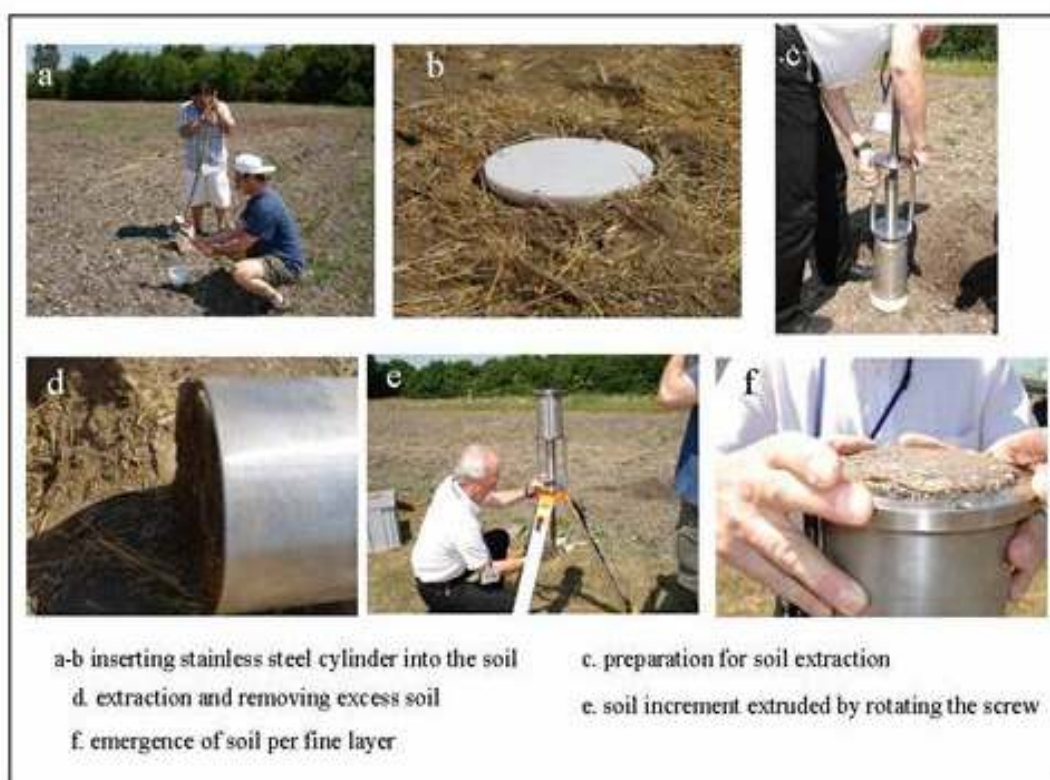 a
b
.c
d
e
f
a-b inserting stainless steel cylinder into the soil
c. preparation for soil extraction
d. extraction and removing excess soil
e. soil increment extruded by rotating the screw
f. emergence of soil per fine layer